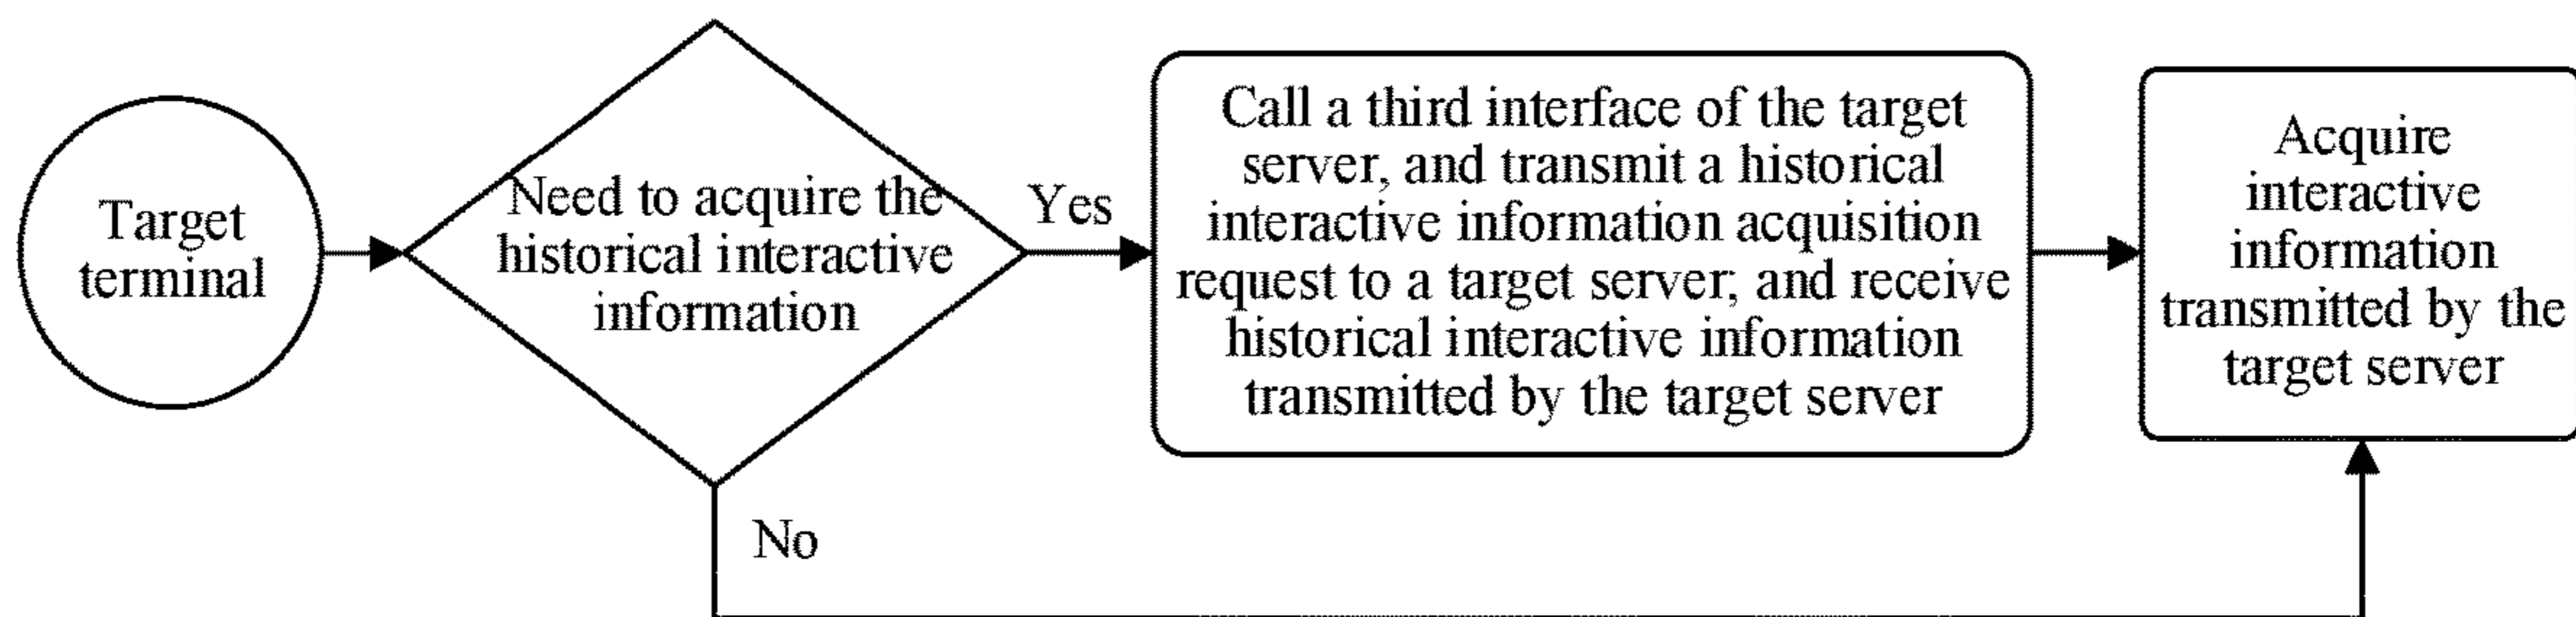 Target
terminal
Need to acquire the
historical interactive
information
Yes
No
Call a third interface of the target
server, and transmit a historical
interactive information acquisition
request to a target server; and receive
historical interactive information
transmitted by the target server
Acquire
interactive
information
transmitted by the
target server